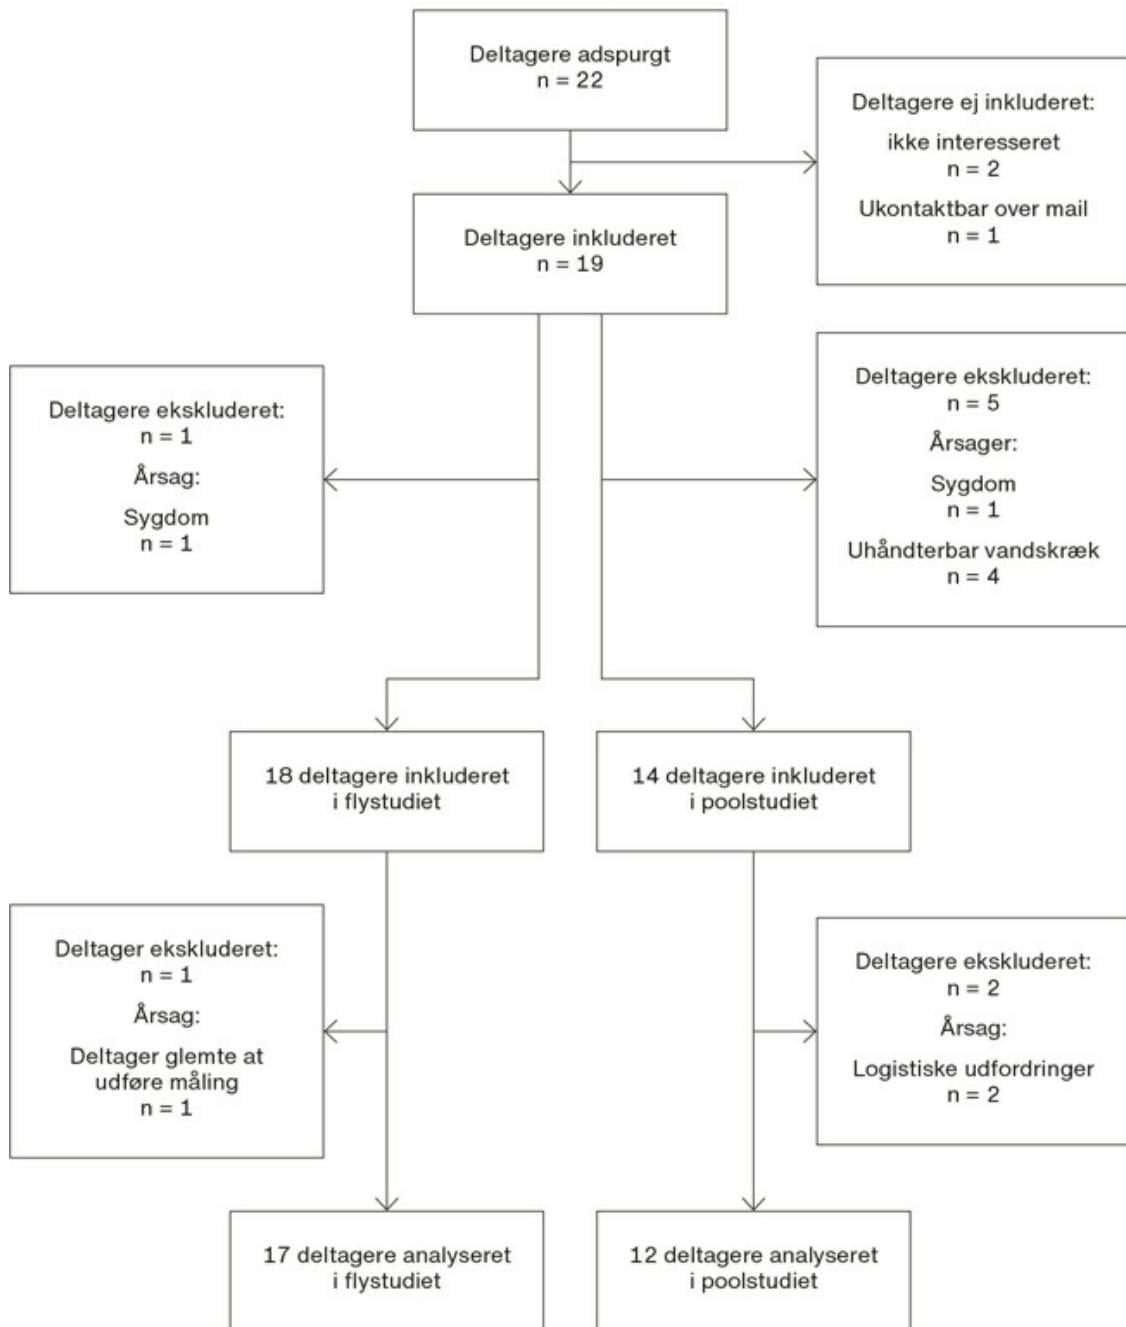 Deltagere adspurgt
n = 22
Deltagere ej inkluderet:
ikke interesseret
n = 2
Ukontaktbar over mail
n = 1
Deltagere inkluderet
n = 19
Deltagere ekskluderet:
n = 1
Årsag:
Sygdom
n = 1
Deltagere ekskluderet:
n = 5
Årsager:
Sygdom
n = 1
Uhåndterbar vandskræk
n = 4
18 deltagere inkluderet
i flystudiet
14 deltagere inkluderet
i poolstudiet
Deltager ekskluderet:
n = 1
Årsag:
Deltager glemte at
udføre måling
n = 1
Deltagere ekskluderet:
n = 2
Årsag:
Logistiske udfordringer
n = 2
17 deltagere analyseret
i flystudiet
12 deltagere analyseret
i poolstudiet